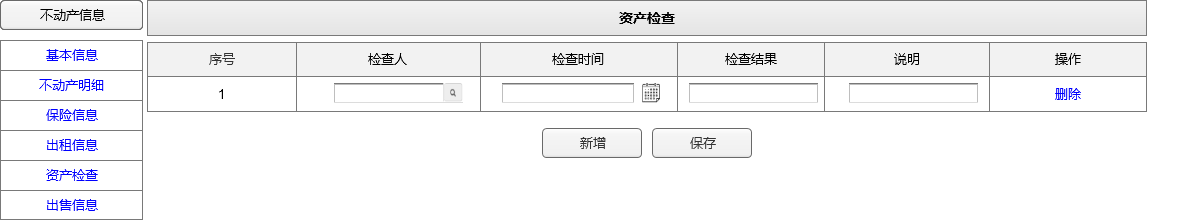 不动产信息
基本信息
不动产明细
保险信息
出租信息
资产检查
出售信息
资产检查
序号 检查人 检查时间 检查结果 说明 操作
1 删除
新增 保存